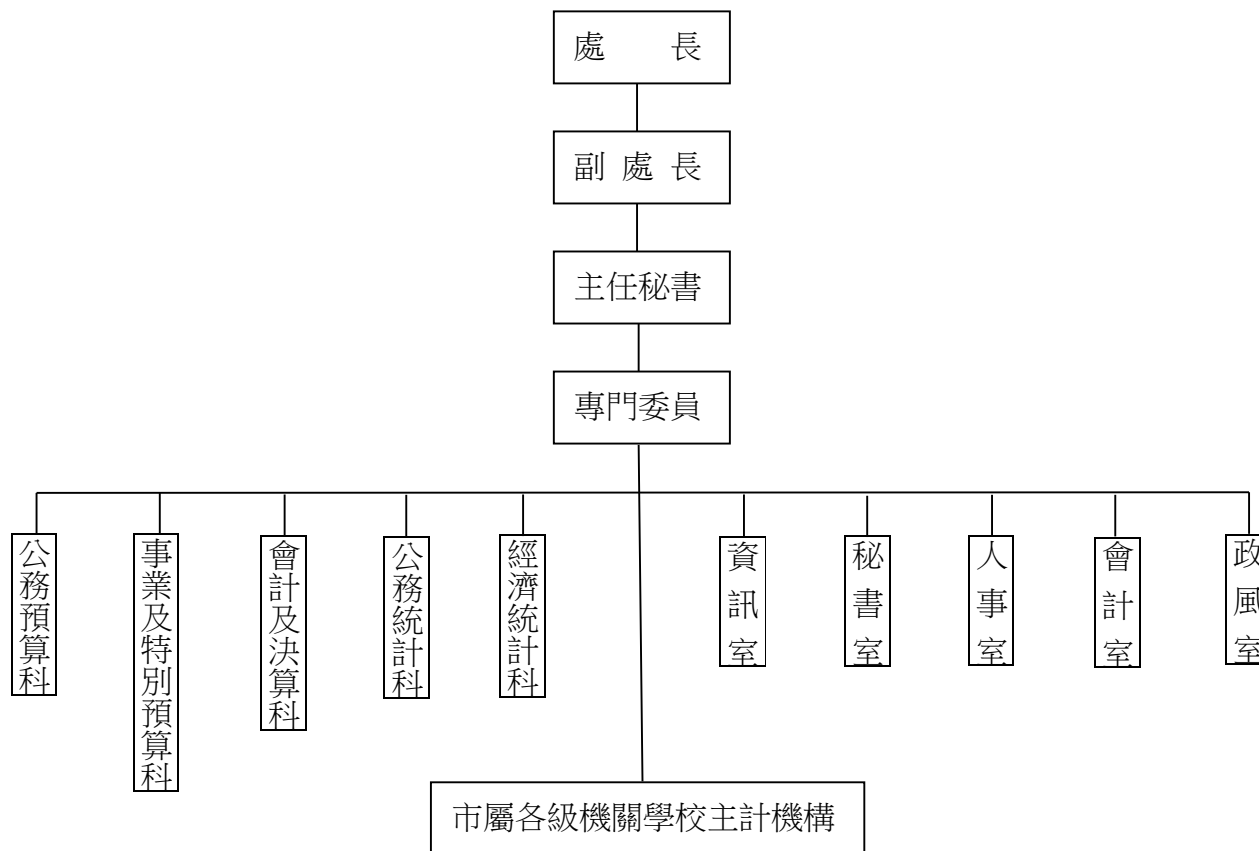 處　　長
副 處 長
主任秘書
專門委員
公務預算科
事業及特別預算科
會計及決算科
公務統計科
經濟統計科
資訊室
秘書室
人事室
會計室
政風室
市屬各級機關學校主計機構